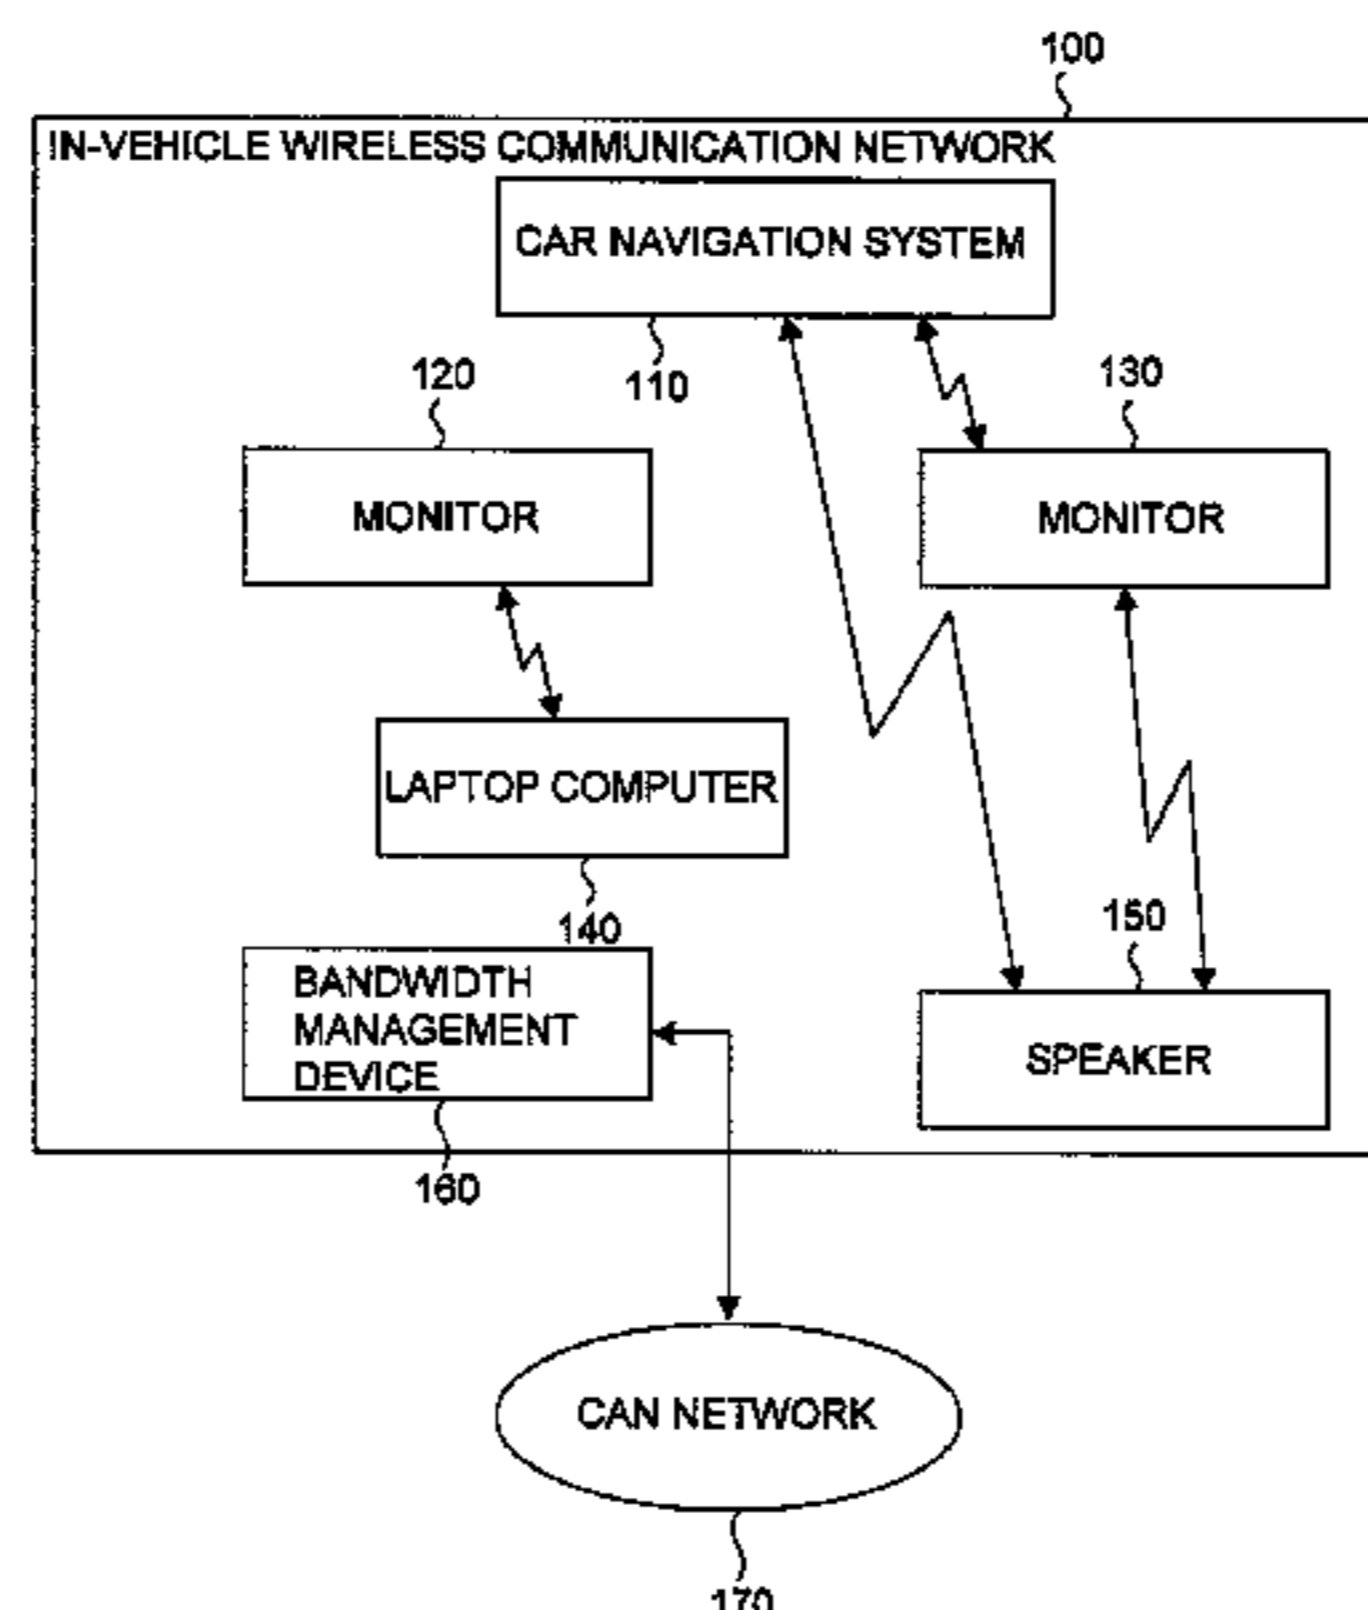 100
IN-VEHICLE WIRELESS COMMUNICATION NETWORK
CAR NAVIGATION SYSTEM
110
120
130
MONITOR
MONITOR
LAPTOP COMPUTER
140
150
BANDWIDTH
MANAGEMENT
DEVICE
SPEAKER
160
CAN NETWORK
170